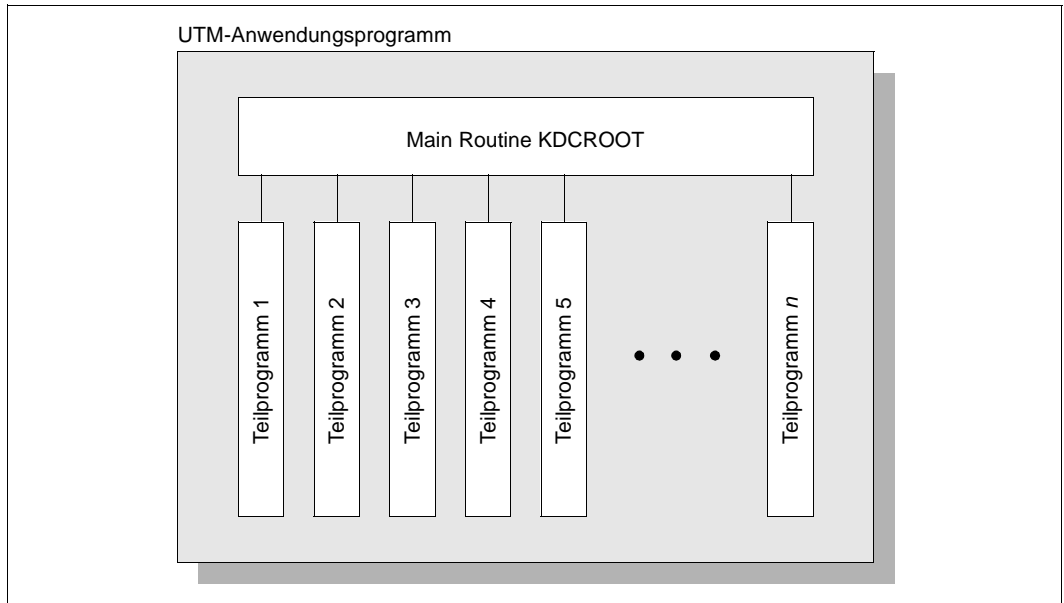 UTM-Anwendungsprogramm
Main Routine KDCROOT
Teilprogramm 1
Teilprogramm 2
Teilprogramm 3
Teilprogramm 4
Teilprogramm 5
• • •
Teilprogramm n